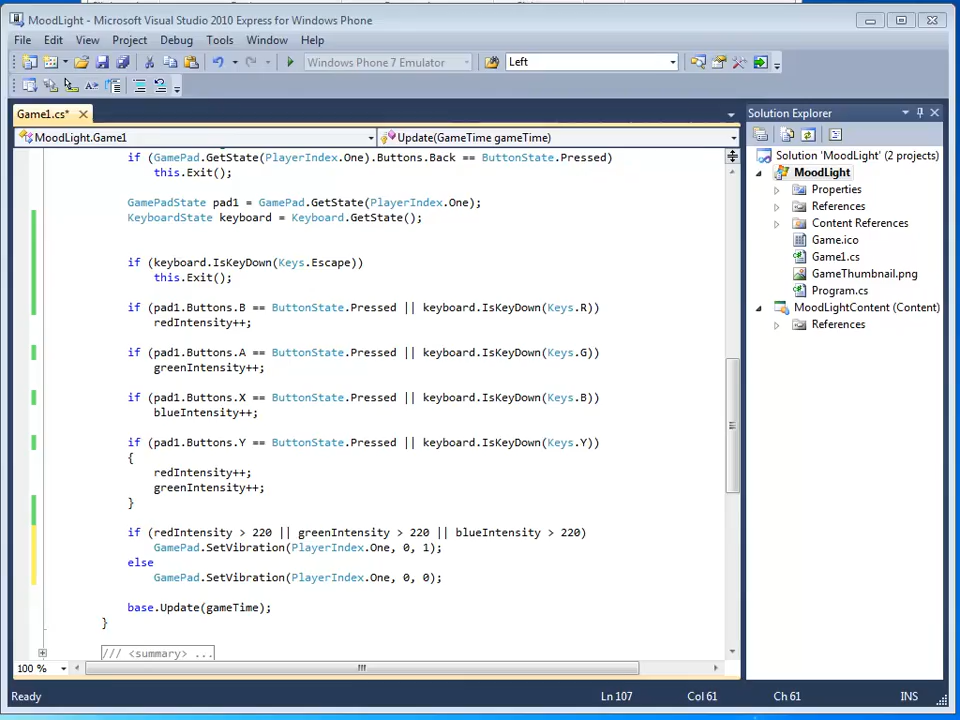 MoodLight - Microsoft Visual Studio 2010 Express for Windows Phone
File Edit View Project Debug Tools Window Help
Windows Phone 7 Emulator Left
Game1.cs*
Solution Explorer
MoodLight.Game1 Update(GameTime gameTime)
if (GamePad.GetState(PlayerIndex.One).Buttons.Back == ButtonState.Pressed)
this.Exit();
GamePadState pad1 = GamePad.GetState(PlayerIndex.One);
KeyboardState keyboard = Keyboard.GetState();
if (keyboard.IsKeyDown(Keys.Escape))
this.Exit();
if (pad1.Buttons.B == ButtonState.Pressed || keyboard.IsKeyDown(Keys.R))
redIntensity++;
if (pad1.Buttons.A == ButtonState.Pressed || keyboard.IsKeyDown(Keys.G))
greenIntensity++;
if (pad1.Buttons.X == ButtonState.Pressed || keyboard.IsKeyDown(Keys.B))
blueIntensity++;
if (pad1.Buttons.Y == ButtonState.Pressed || keyboard.IsKeyDown(Keys.Y))
{
redIntensity++;
greenIntensity++;
}
if (redIntensity > 220 || greenIntensity > 220 || blueIntensity > 220)
GamePad.SetVibration(PlayerIndex.One, 0, 1);
else
GamePad.SetVibration(PlayerIndex.One, 0, 0);
base.Update(gameTime);
}
/// <summary> ...
100 %
Solution 'MoodLight' (2 projects)
MoodLight
Properties
References
Content References
Game.ico
Game1.cs
GameThumbnail.png
Program.cs
MoodLightContent (Content)
References
Ready Ln 107 Col 61 Ch 61 INS